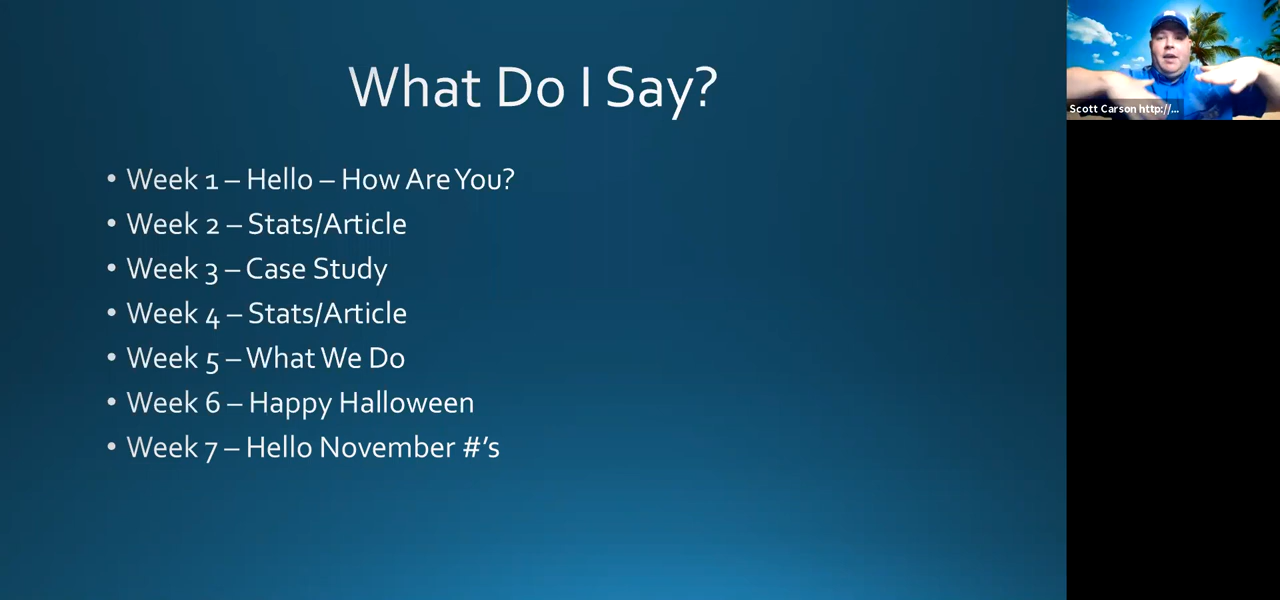 What Do I Say?
• Week 1 – Hello – How Are You?
• Week 2 – Stats/Article
• Week 3 – Case Study
• Week 4 – Stats/Article
• Week 5 – What We Do
• Week 6 – Happy Halloween
• Week 7 – Hello November #'s
Scott Carson http://...